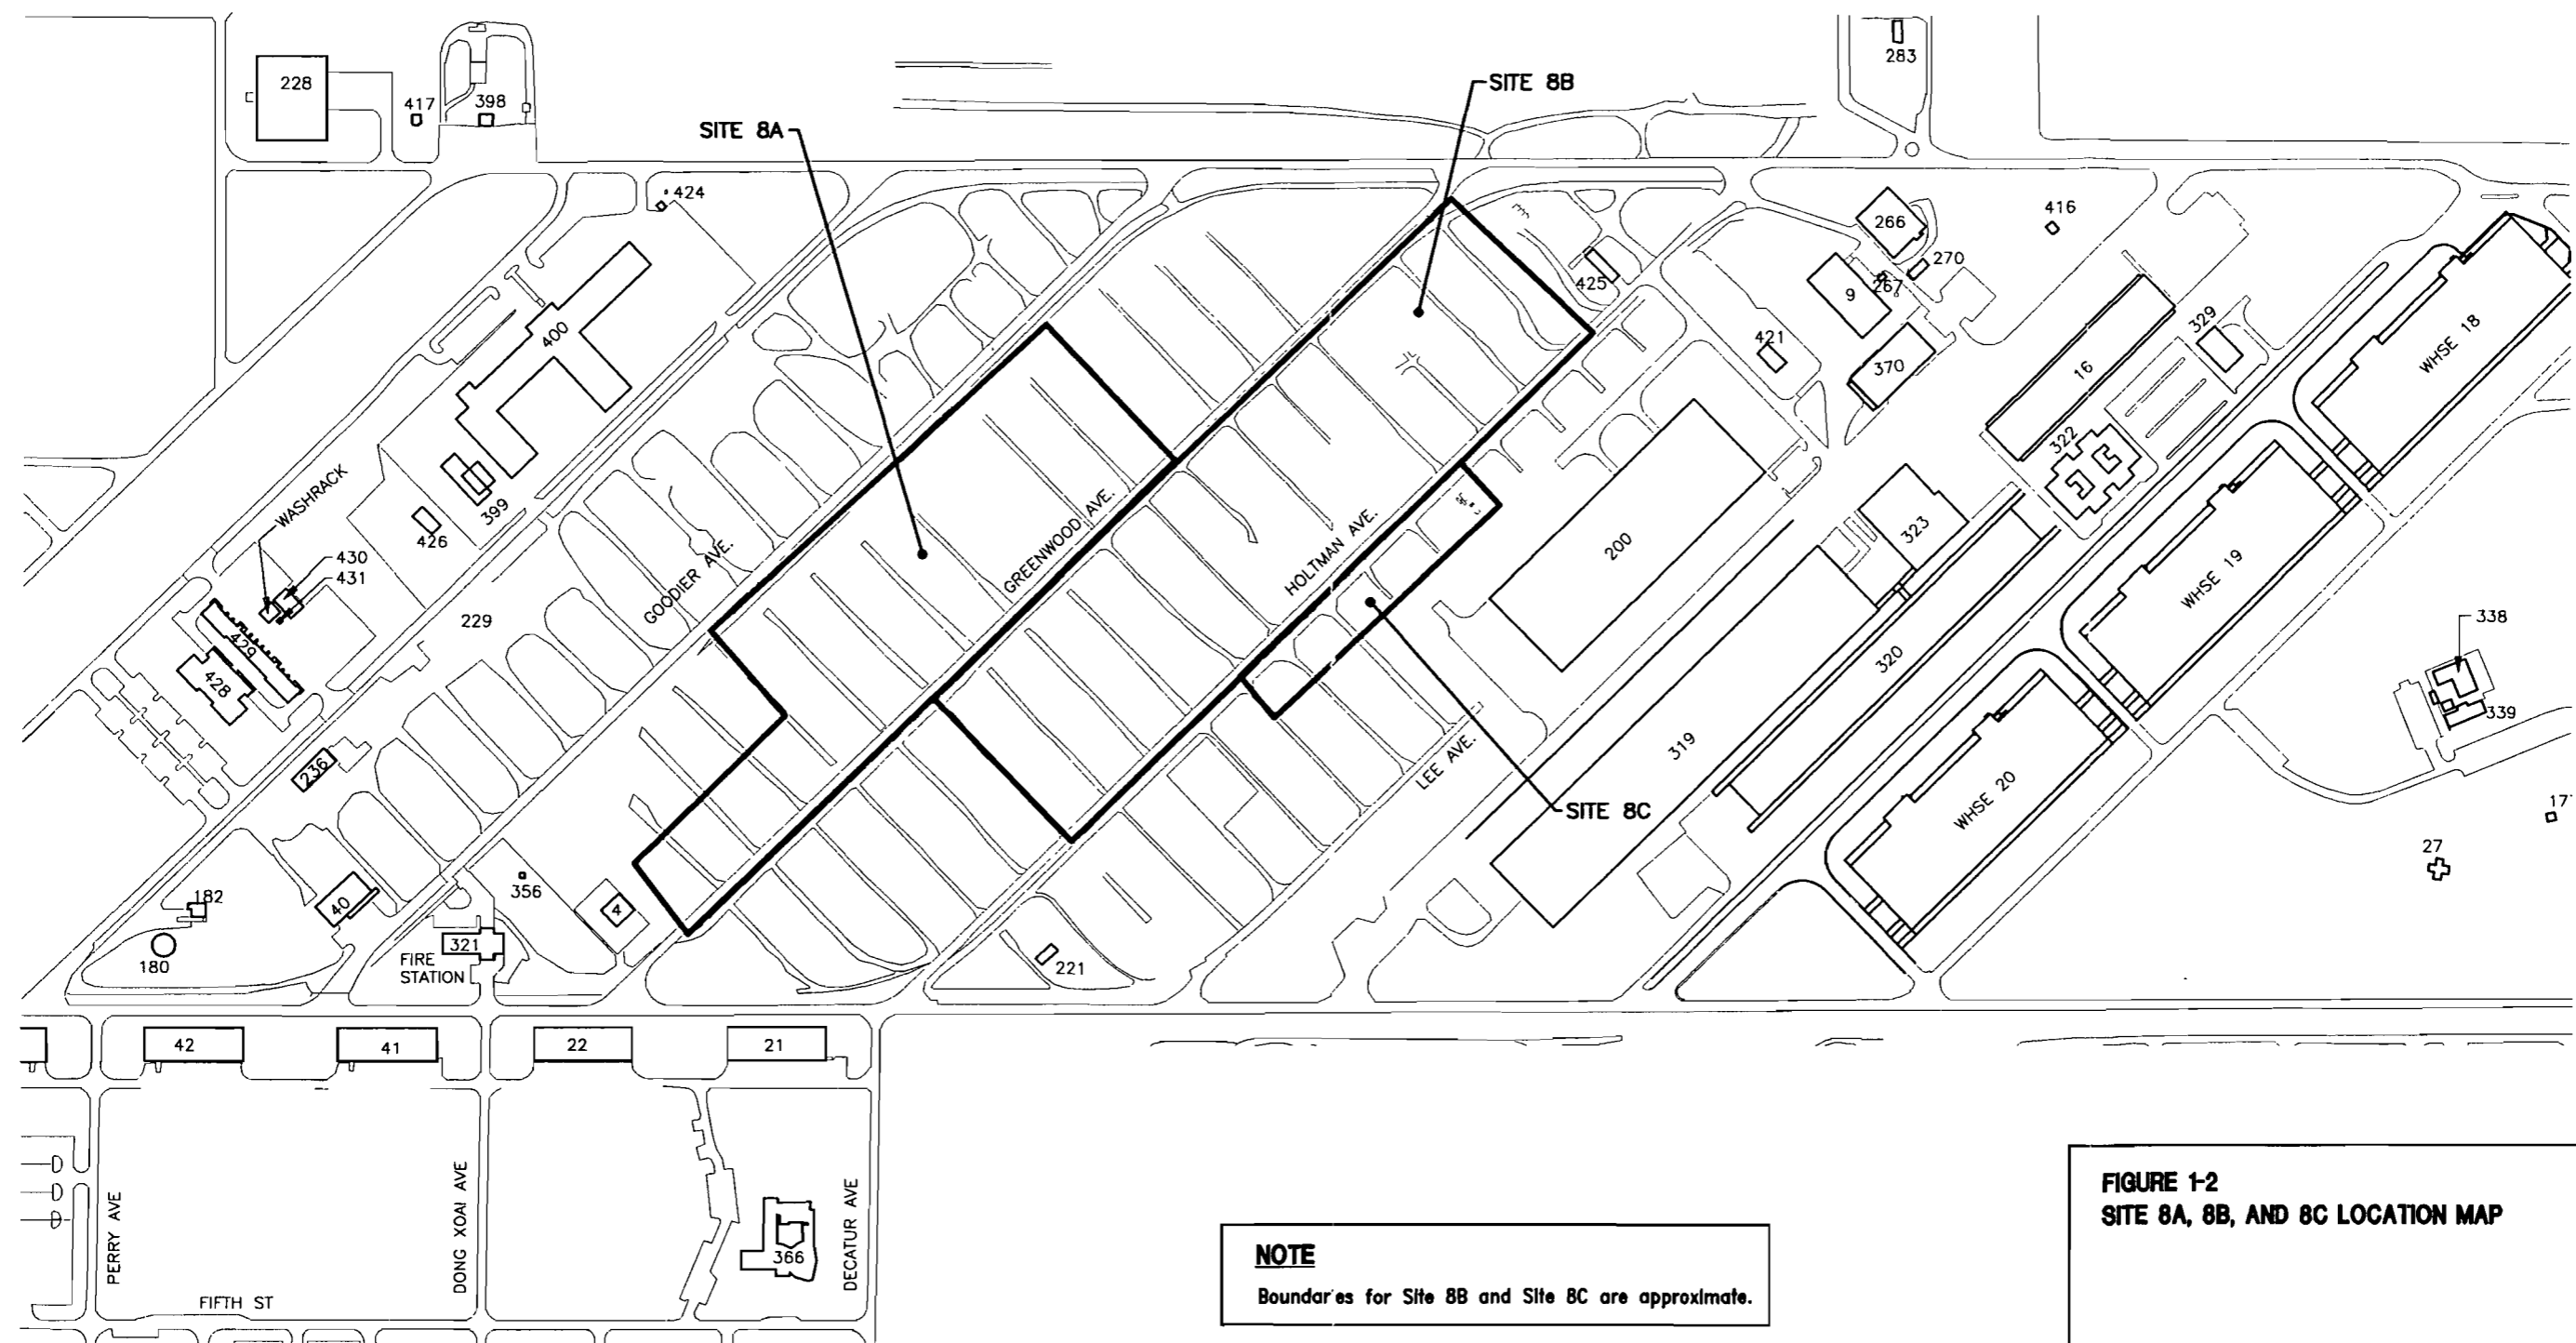 283
228
417
398
SITE 8B
SITE 8A
424
416
266
270
267
425
9
421
370
329
16
WHSE 18
322
400
399
426
WASHRACK
430
431
429
428
229
GOODIER AVE.
GREENWOOD AVE.
HOLTMAN AVE.
200
323
320
319
WHSE 19
338
339
LEE AVE.
SITE 8C
WHSE 20
17
27
236
182
40
180
356
4
321
FIRE
STATION
221
42
41
22
21
PERRY AVE
DONG XOAI AVE
DECATUR AVE
366
FIFTH ST
NOTE
Boundar'es for Site 8B and Site 8C are approximate.
FIGURE 1-2
SITE 8A, 8B, AND 8C LOCATION MAP